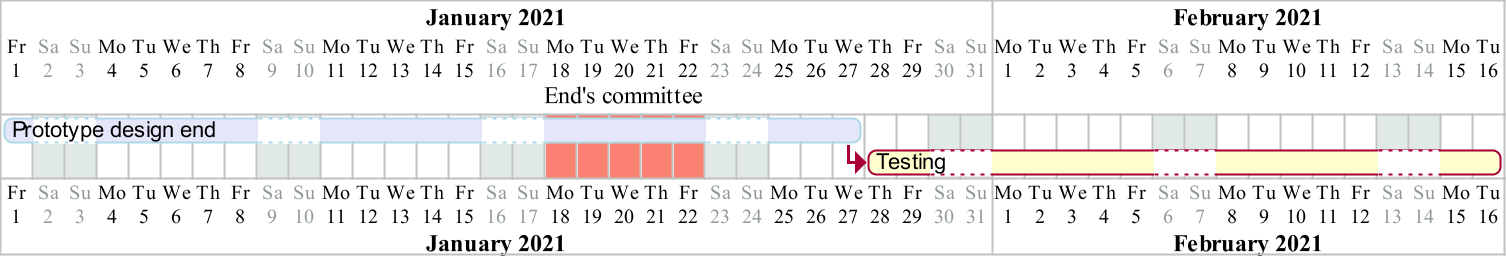 January 2021 February 2021
Fr Sa Su Mo Tu We Th Fr Sa Su Mo Tu We Th Fr Sa Su Mo Tu We Th Fr Sa Su Mo Tu We Th Fr Sa Su Mo Tu We Th Fr Sa Su Mo Tu We Th Fr Sa Su Mo Tu
1 2 3 4 5 6 7 8 9 10 11 12 13 14 15 16 17 18 19 20 21 22 23 24 25 26 27 28 29 30 31 1 2 3 4 5 6 7 8 9 10 11 12 13 14 15 16
End's committee
Prototype design end
Testing
Fr Sa Su Mo Tu We Th Fr Sa Su Mo Tu We Th Fr Sa Su Mo Tu We Th Fr Sa Su Mo Tu We Th Fr Sa Su Mo Tu We Th Fr Sa Su Mo Tu We Th Fr Sa Su Mo Tu
1 2 3 4 5 6 7 8 9 10 11 12 13 14 15 16 17 18 19 20 21 22 23 24 25 26 27 28 29 30 31 1 2 3 4 5 6 7 8 9 10 11 12 13 14 15 16
January 2021 February 2021